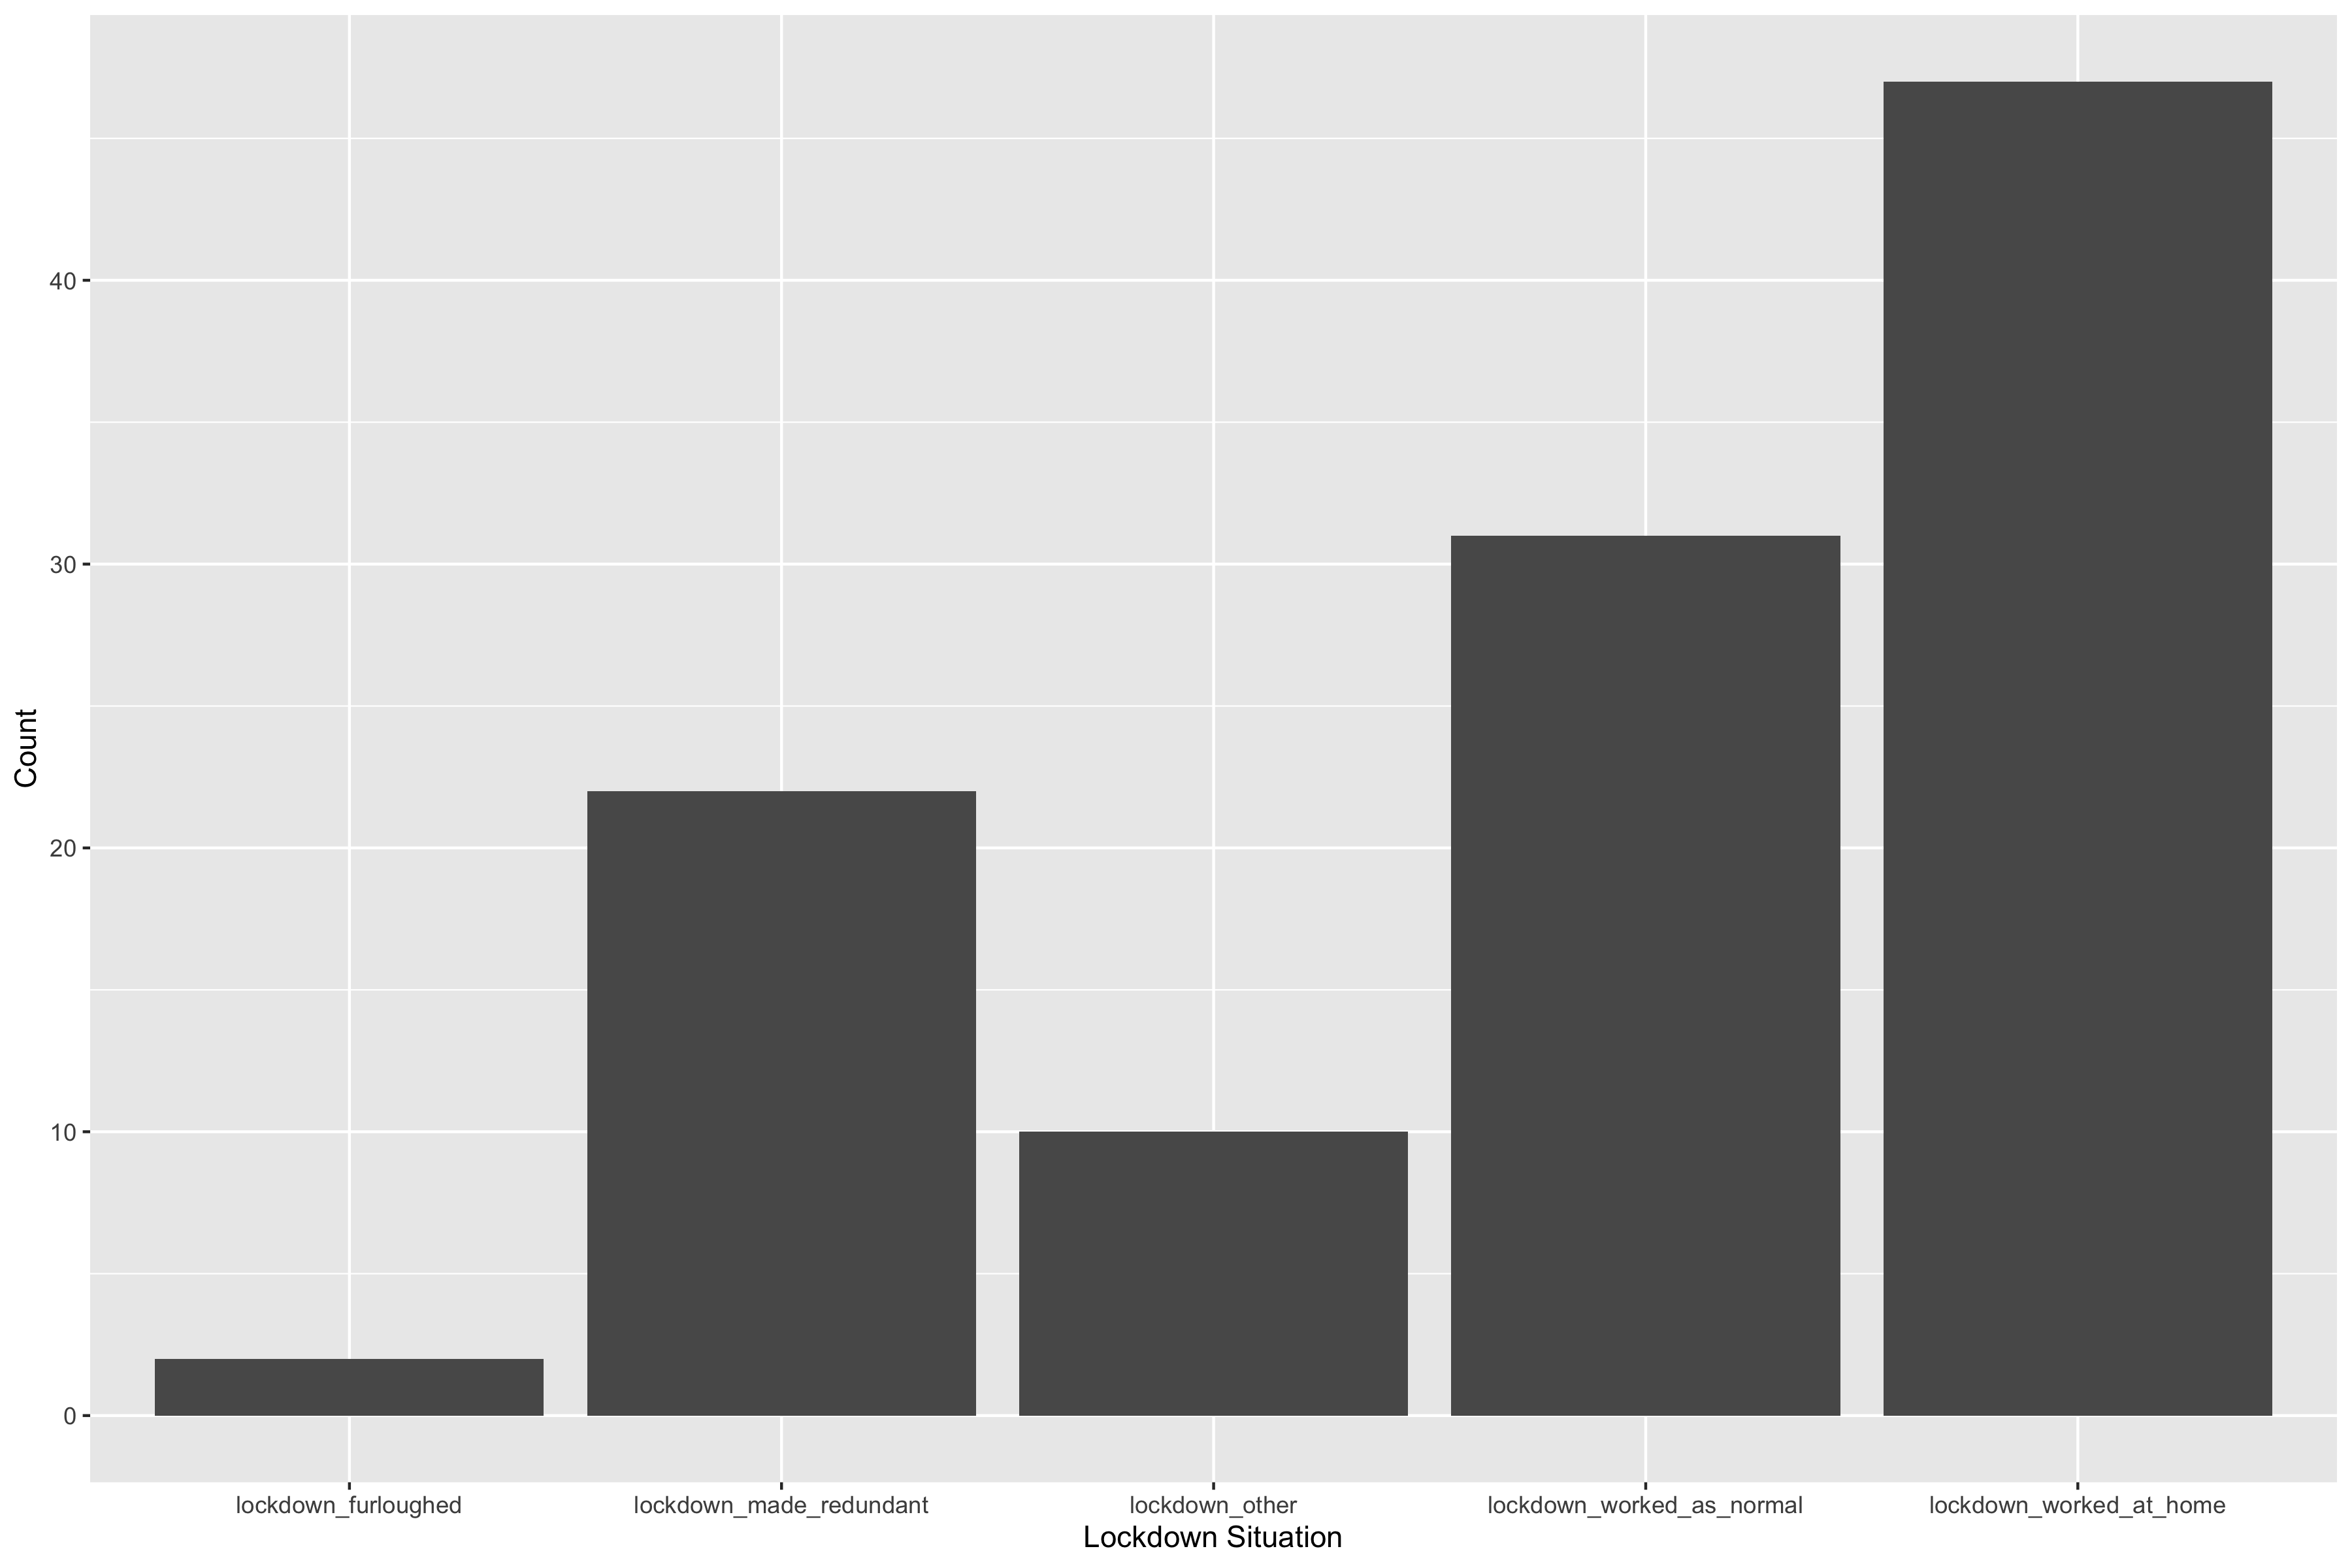 Count
40
30
20
10
0
lockdown_furloughed
lockdown_made_redundant
lockdown_other
lockdown_worked_as_normal
lockdown_worked_at_home
Lockdown Situation